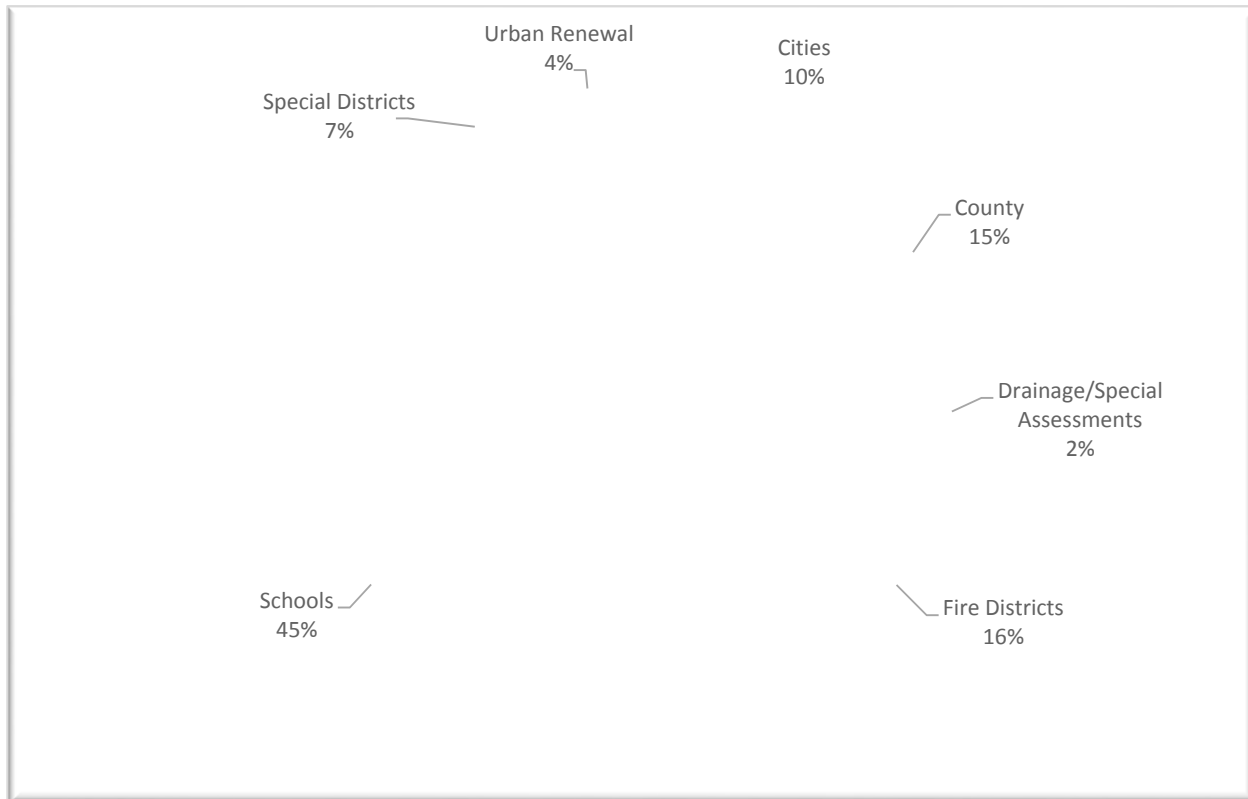 Urban Renewal
4%
Cities
10%
Special Districts
7%
County
15%
Drainage/Special
Assessments
2%
Schools
45%
Fire Districts
16%